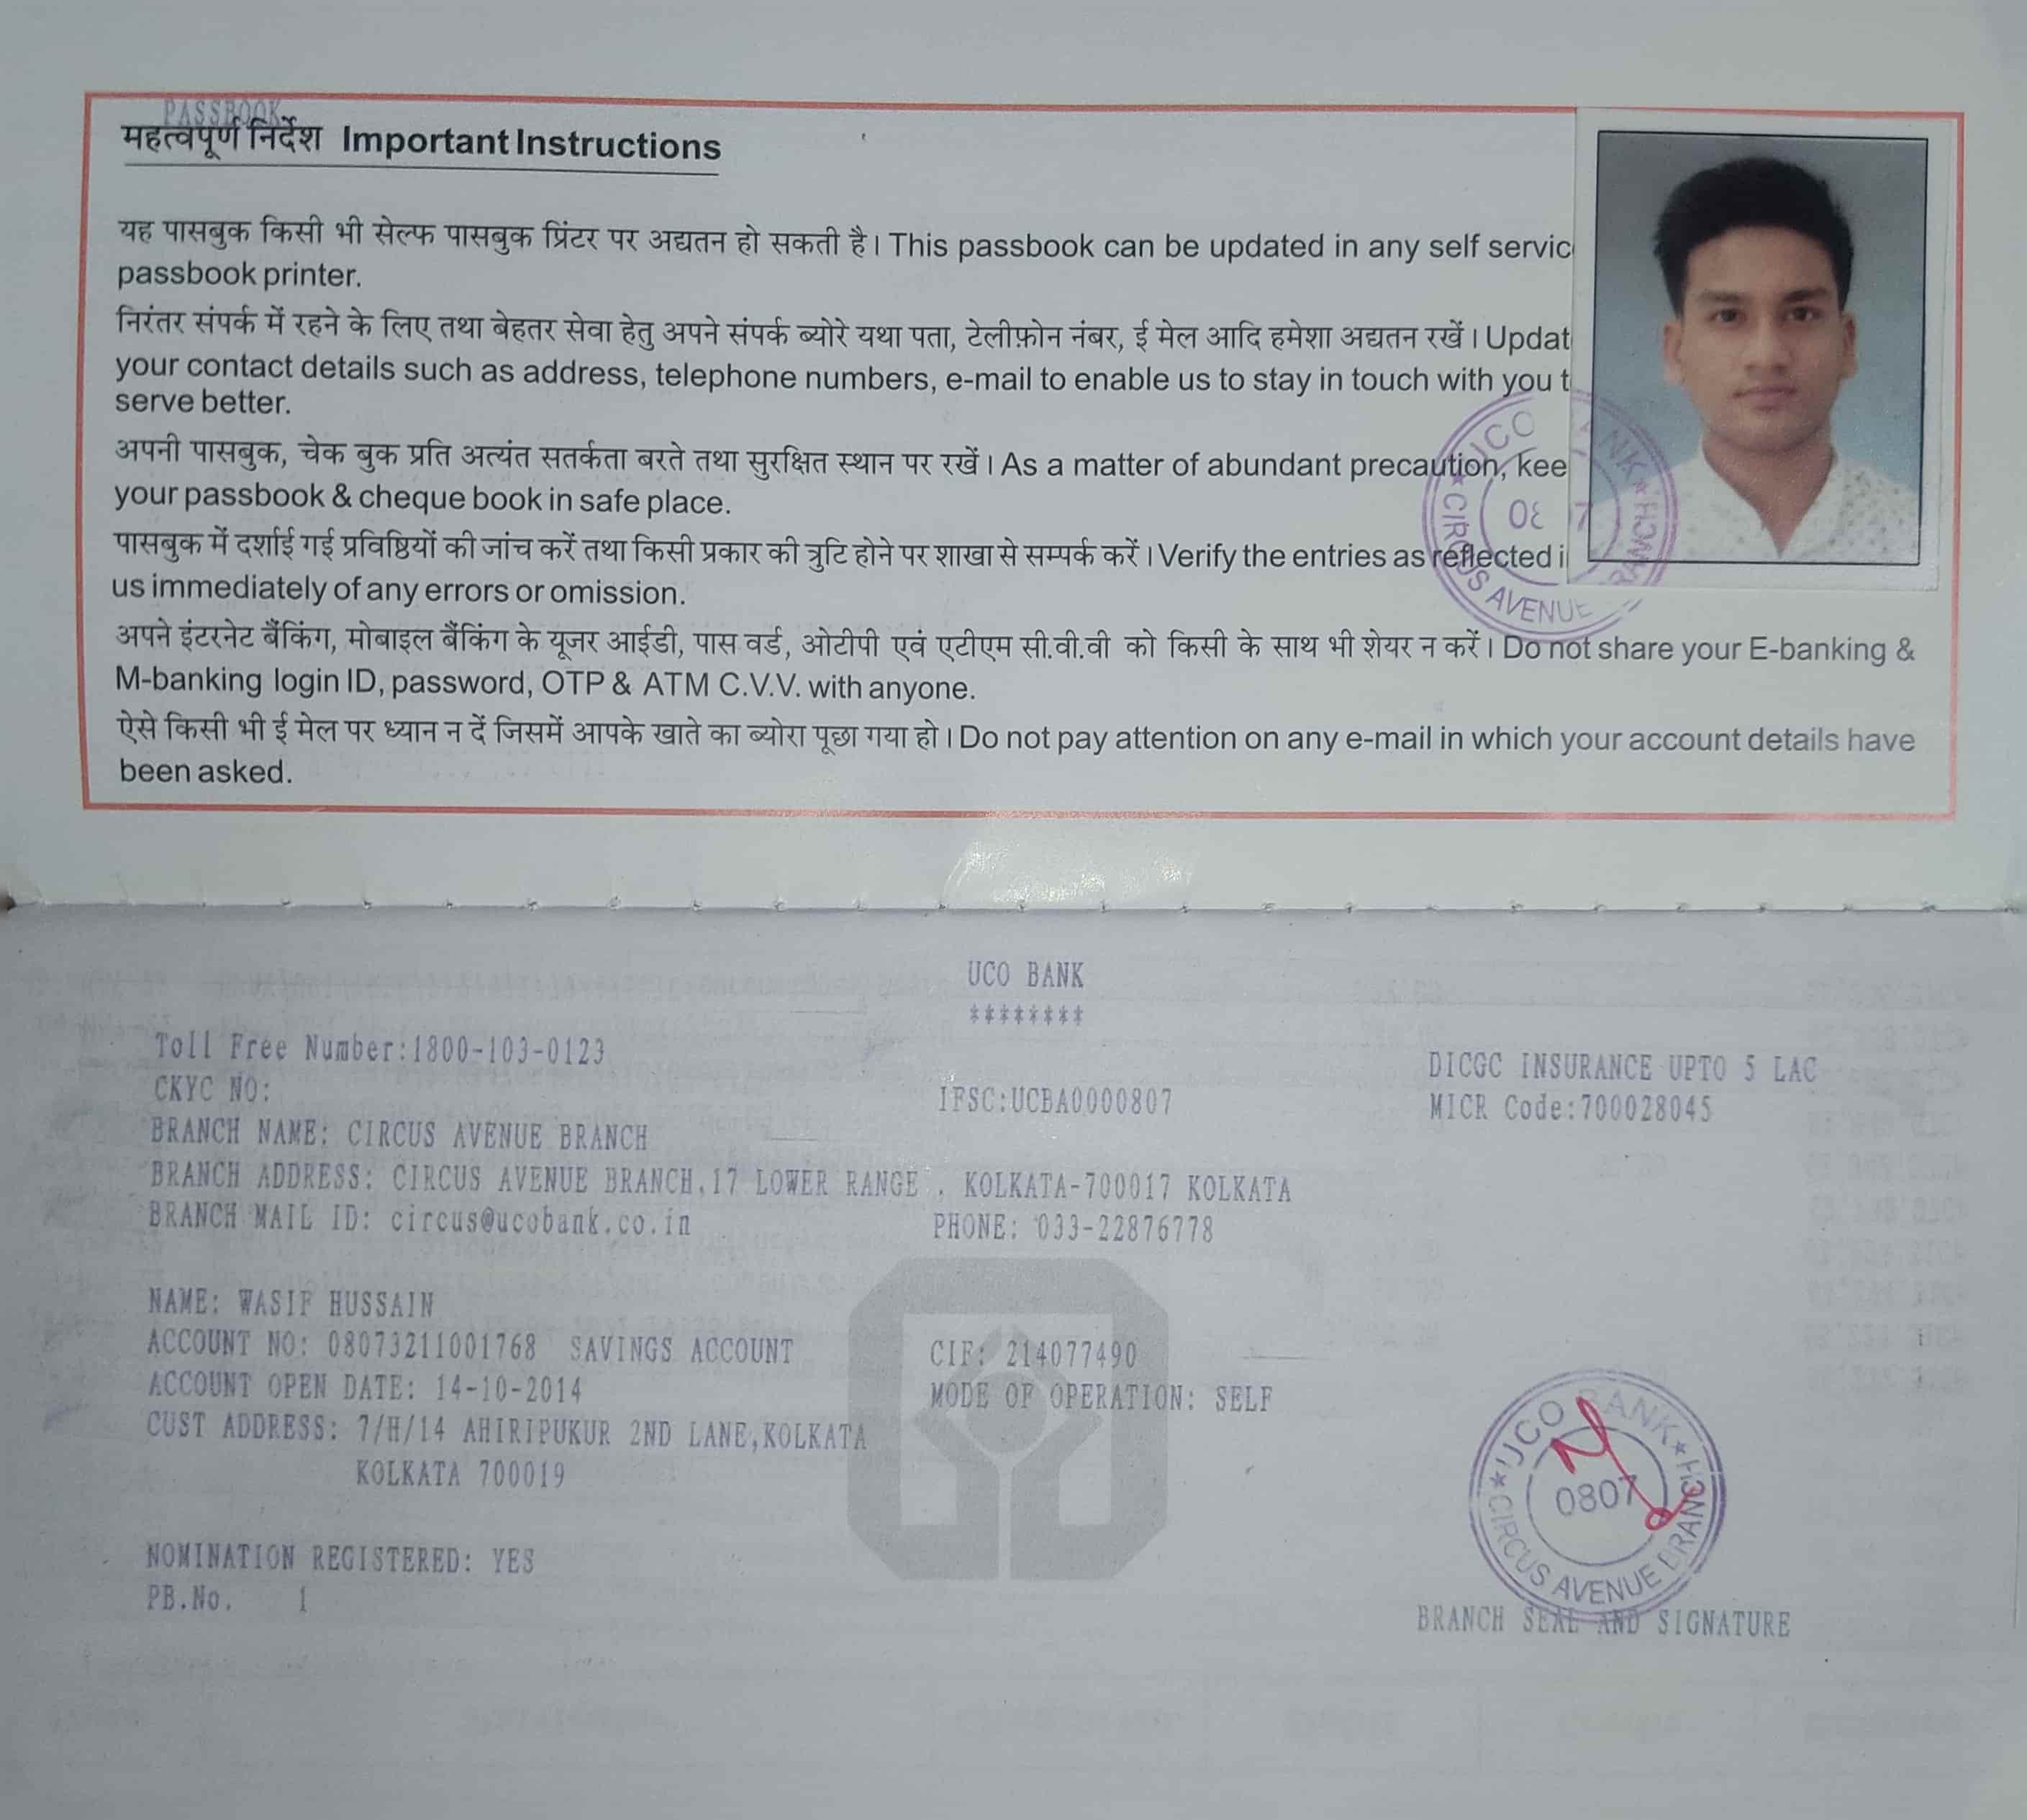 PASSBOOK
महत्वपूर्ण निर्देश Important Instructions
यह पासबुक किसी भी सेल्फ पासबुक प्रिंटर पर अद्यतन हो सकती है। This passbook can be updated in any self servic
passbook printer.
निरंतर संपर्क में रहने के लिए तथा बेहतर सेवा हेतु अपने संपर्क ब्योरे यथा पता, टेलीफ़ोन नंबर, ई मेल आदि हमेशा अद्यतन रखें। Updat
your contact details such as address, telephone numbers, e-mail to enable us to stay in touch with you t
serve better.
अपनी पासबुक, चेक बुक प्रति अत्यंत सतर्कता बरते तथा सुरक्षित स्थान पर रखें। As a matter of abundant precaution, kee
your passbook & cheque book in safe place.
पासबुक में दर्शाई गई प्रविष्ठियों की जांच करें तथा किसी प्रकार की त्रुटि होने पर शाखा से सम्पर्क करें। Verify the entries as reflected i
us immediately of any errors or omission.
अपने इंटरनेट बैंकिंग, मोबाइल बैंकिंग के यूजर आईडी, पास वर्ड, ओटीपी एवं एटीएम सी.वी.वी को किसी के साथ भी शेयर न करें। Do not share your E-banking &
M-banking login ID, password, OTP & ATM C.V.V. with anyone.
ऐसे किसी भी ई मेल पर ध्यान न दें जिसमें आपके खाते का ब्योरा पूछा गया हो। Do not pay attention on any e-mail in which your account details have
been asked.
UCO BANK
********
Toll Free Number:1800-103-0123
DICGC INSURANCE UPTO 5 LAC
CKYC NO:
IFSC:UCBA0000807
MICR Code:700028045
BRANCH NAME: CIRCUS AVENUE BRANCH
BRANCH ADDRESS: CIRCUS AVENUE BRANCH,17 LOWER RANGE , KOLKATA-700017 KOLKATA
BRANCH MAIL ID: circus@ucobank.co.in
PHONE: 033-22876778
NAME: WASIF HUSSAIN
ACCOUNT NO: 08073211001768 SAVINGS ACCOUNT
CIF: 214077490
ACCOUNT OPEN DATE: 14-10-2014
MODE OF OPERATION: SELF
CUST ADDRESS: 7/H/14 AHIRIPUKUR 2ND LANE,KOLKATA
KOLKATA 700019
UCO BANK
0807
CIRCUS AVENUE BRANCH
NOMINATION REGISTERED: YES
PB.No. 1
BRANCH SEAL AND SIGNATURE